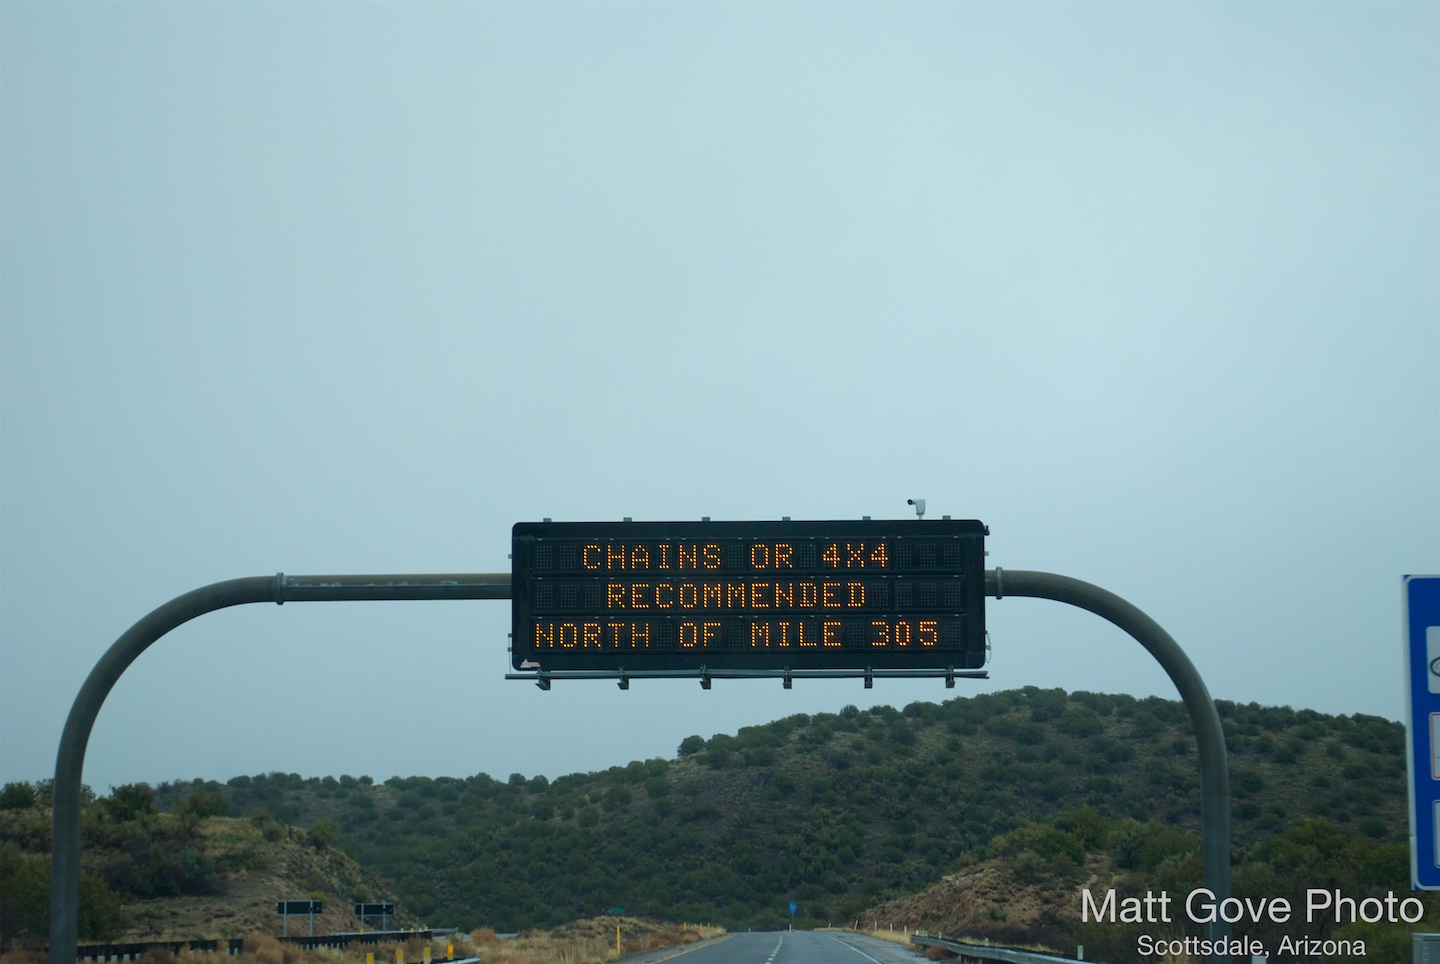 CHAINS OR 4X4
RECOMMENDED
NORTH OF MILE 305
Matt Gove Photo
Scottsdale, Arizona